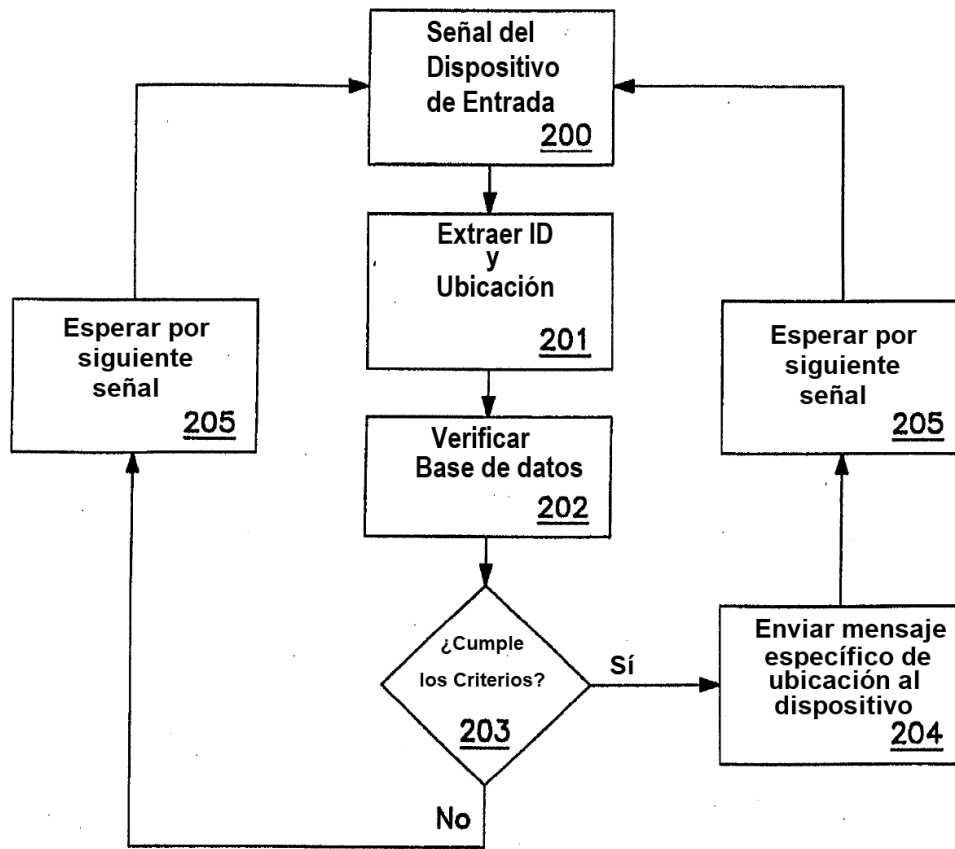 Señal del
Dispositivo
de Entrada
200
Extraer ID
y
Ubicación
201
Esperar por
siguiente
señal
205
Esperar por
siguiente
señal
205
Verificar
Base de datos
202
¿Cumple
los Criterios?
203
Sí
No
Enviar mensaje
específico de
ubicación al
dispositivo
204